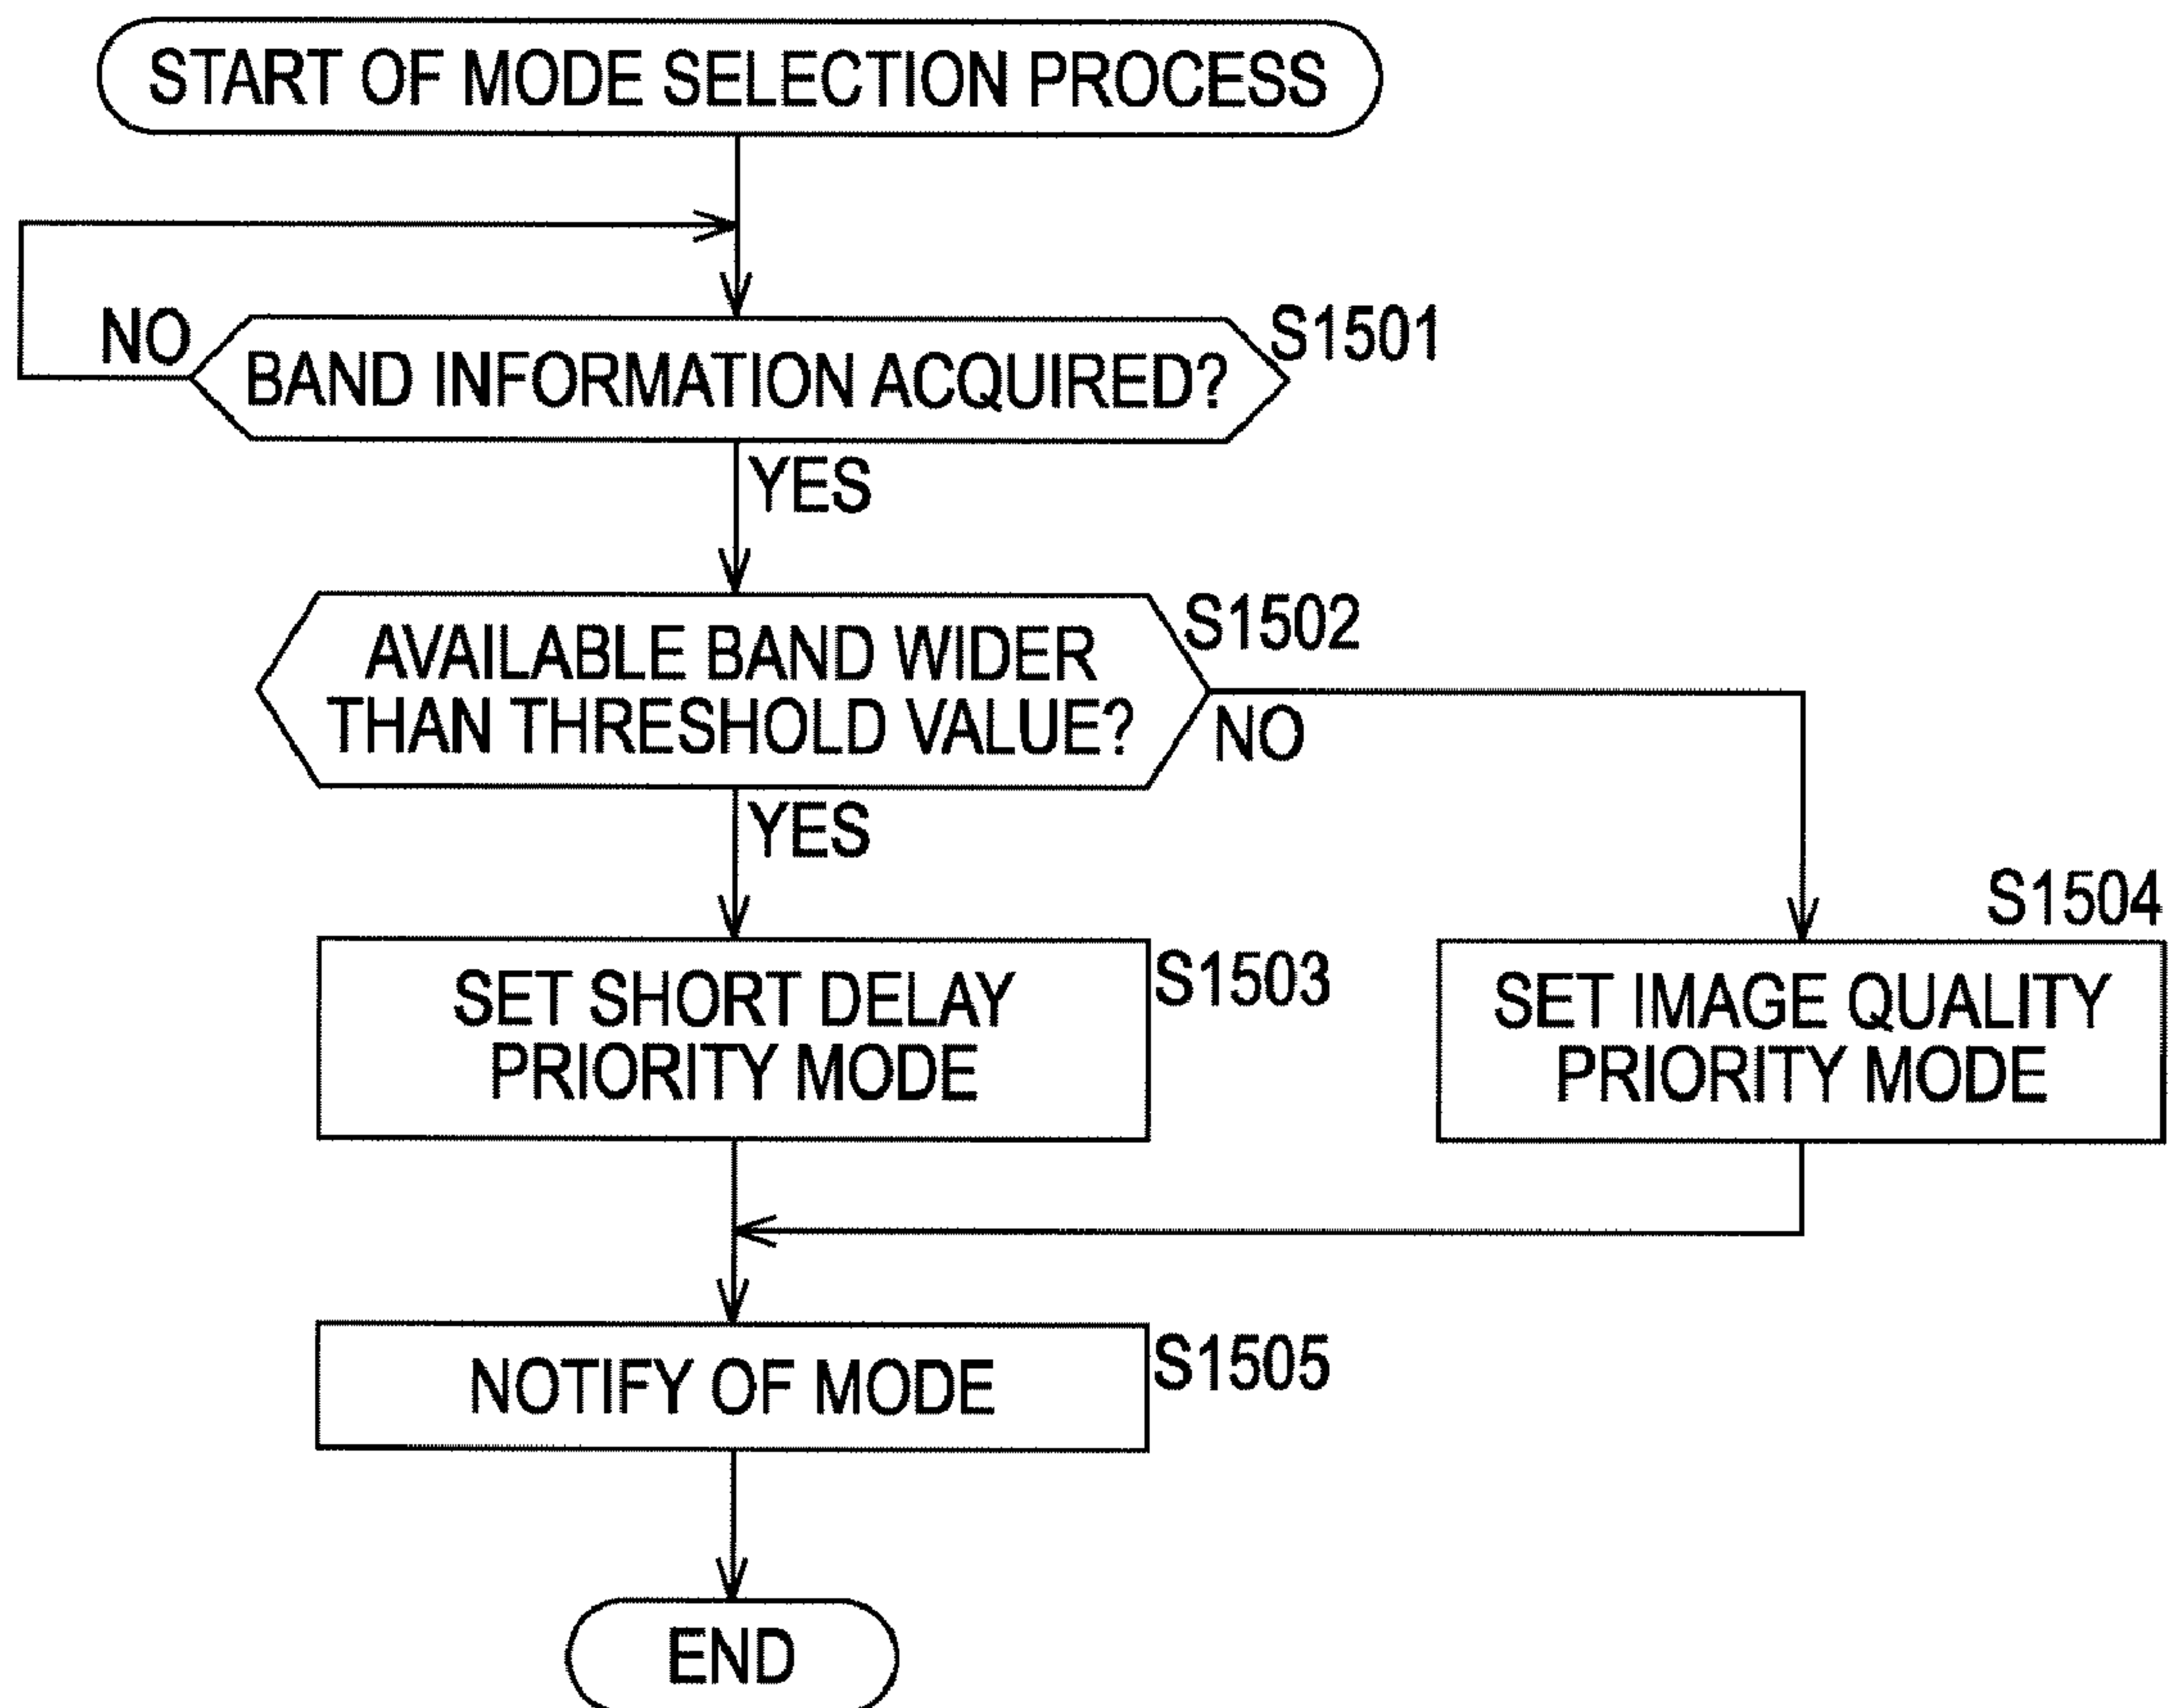 START OF MODE SELECTION PROCESS
NO
S1501
BAND INFORMATION ACQUIRED?
YES
S1502
AVAILABLE BAND WIDER
THAN THRESHOLD VALUE?
NO
YES
S1503
SET SHORT DELAY
PRIORITY MODE
S1504
SET IMAGE QUALITY
PRIORITY MODE
NOTIFY OF MODE
S1505
END